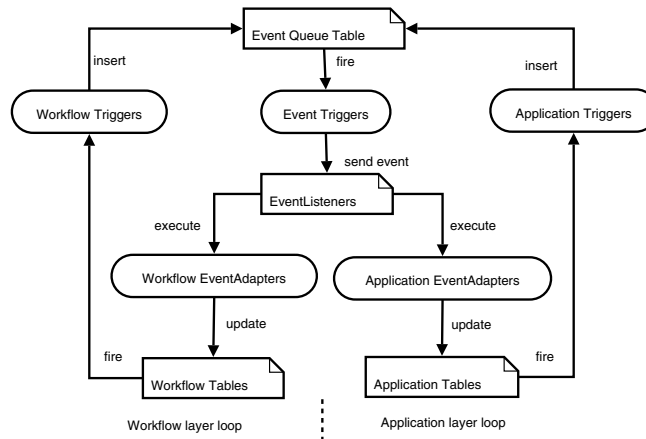 Event Queue Table
insert
fire
insert
Workflow Triggers
Event Triggers
Application Triggers
send event
EventListeners
execute
execute
Workflow EventAdapters
Application EventAdapters
update
update
fire
fire
Workflow Tables
Application Tables
Workflow layer loop
Application layer loop